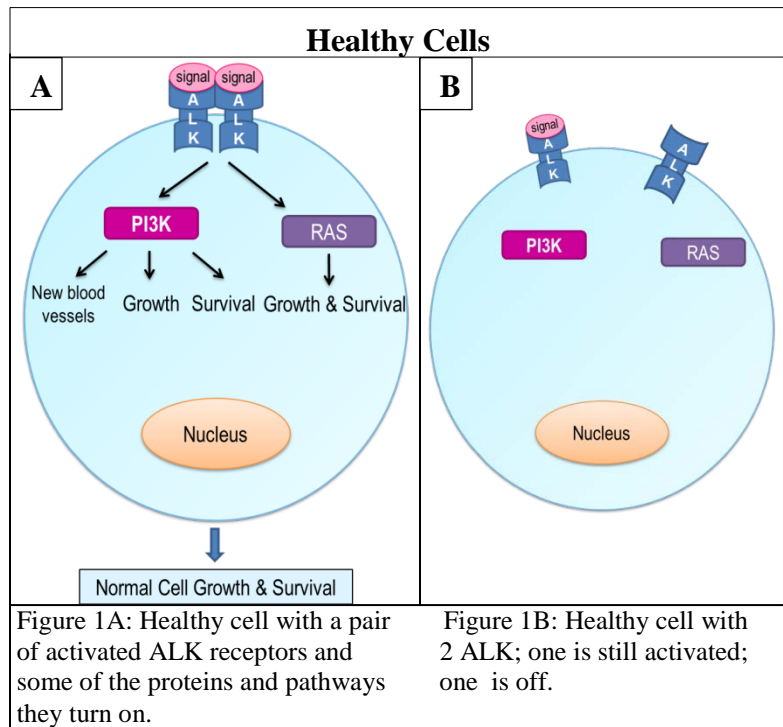 Healthy Cells
A
signal signal
A A
L L
K K
PI3K
RAS
New blood
vessels
Growth
Survival
Growth & Survival
Nucleus
Normal Cell Growth & Survival
B
signal
A
L
K
A
L
K
PI3K
RAS
Nucleus
Figure 1A: Healthy cell with a pair
of activated ALK receptors and
some of the proteins and pathways
they turn on.
Figure 1B: Healthy cell with
2 ALK; one is still activated;
one is off.